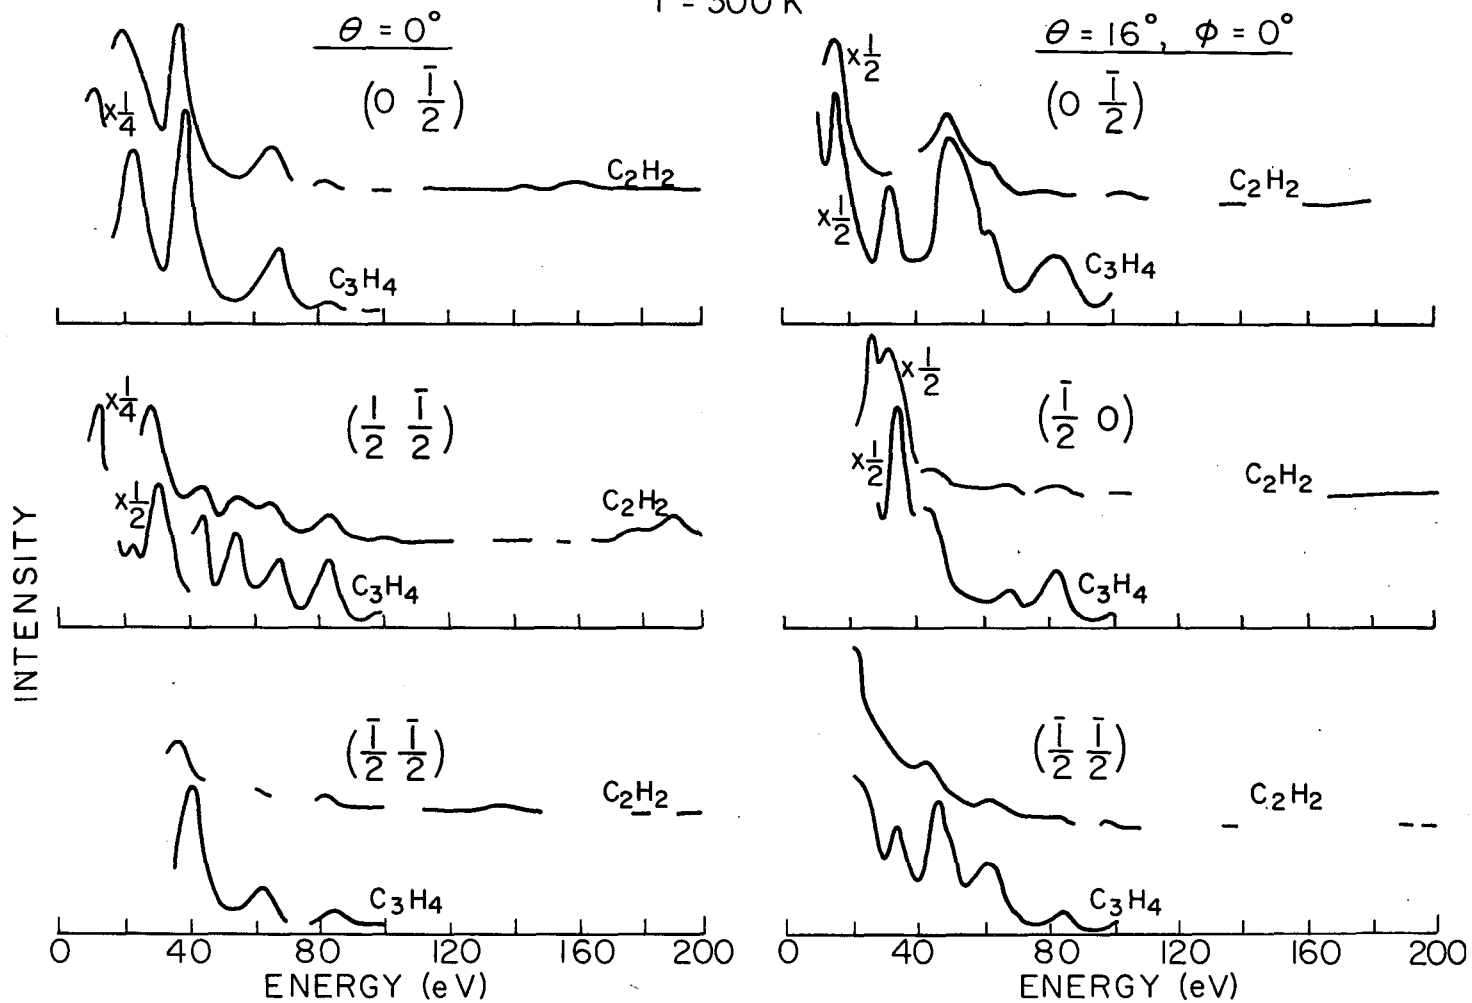 T = 300 K
θ = 0°
(0 1̄/2)
x1/4
C2H2
C3H4
θ = 16°, φ = 0°
(0 1̄/2)
x1/2
x1/2
C2H2
C3H4
(1/2 1̄/2)
x1/4
x1/2
C2H2
C3H4
(1̄/2 0)
x1/2
x1/2
C2H2
C3H4
(1̄/2 1̄/2)
C2H2
C3H4
0 40 80 120 160 200
ENERGY (eV)
(1̄/2 1̄/2)
C2H2
C3H4
0 40 80 120 160 200
ENERGY (eV)
INTENSITY